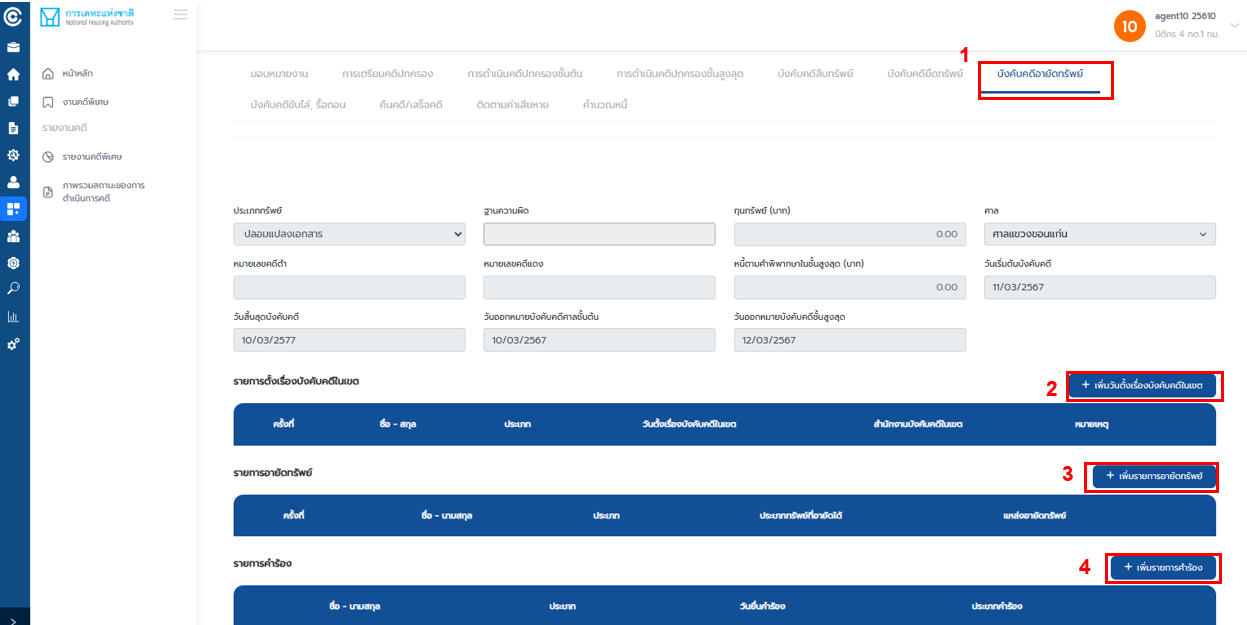 การเคหะแห่งชาติ
National Housing Authority
agent10 25610
10
นิติกร 4 กด.1 กม.
หน้าหลัก
งานคดีพิเศษ
รายงานคดี
รายงานคดีพิเศษ
ภาพรวมสถานะของการ
ดำเนินการคดี
1
มอบหมายงาน การเตรียมคดีปกครอง การดำเนินคดีปกครองชั้นต้น การดำเนินคดีปกครองชั้นสูงสุด บังคับคดีสืบทรัพย์ บังคับคดียึดทรัพย์ บังคับคดีอายัดทรัพย์
บังคับคดีขับไล่, รื้อถอน คืนคดี/เสร็จคดี ติดตามค่าเสียหาย คำนวณหนี้
ประเภททรัพย์ ฐานความผิด ทุนทรัพย์ (บาท) ศาล
ปลอมแปลงเอกสาร 0.00 ศาลแขวงขอนแก่น
หมายเลขคดีดำ หมายเลขคดีแดง หนี้ตามคำพิพากษาในชั้นสูงสุด (บาท) วันเริ่มต้นบังคับคดี
0.00 11/03/2567
วันสิ้นสุดบังคับคดี วันออกหมายบังคับคดีศาลชั้นต้น วันออกหมายบังคับคดีชั้นสูงสุด
10/03/2577 10/03/2567 12/03/2567
รายการตั้งเรื่องบังคับคดีในเขต 2 + เพิ่มวันตั้งเรื่องบังคับคดีในเขต
ครั้งที่ ชื่อ - สกุล ประเภท วันตั้งเรื่องบังคับคดีในเขต สำนักงานบังคับคดีในเขต หมายเหตุ
รายการอายัดทรัพย์ 3 + เพิ่มรายการอายัดทรัพย์
ครั้งที่ ชื่อ - นามสกุล ประเภท ประเภททรัพย์ที่อายัดได้ แหล่งอายัดทรัพย์
รายการคำร้อง 4 + เพิ่มรายการคำร้อง
ชื่อ - นามสกุล ประเภท วันยื่นคำร้อง ประเภทคำร้อง